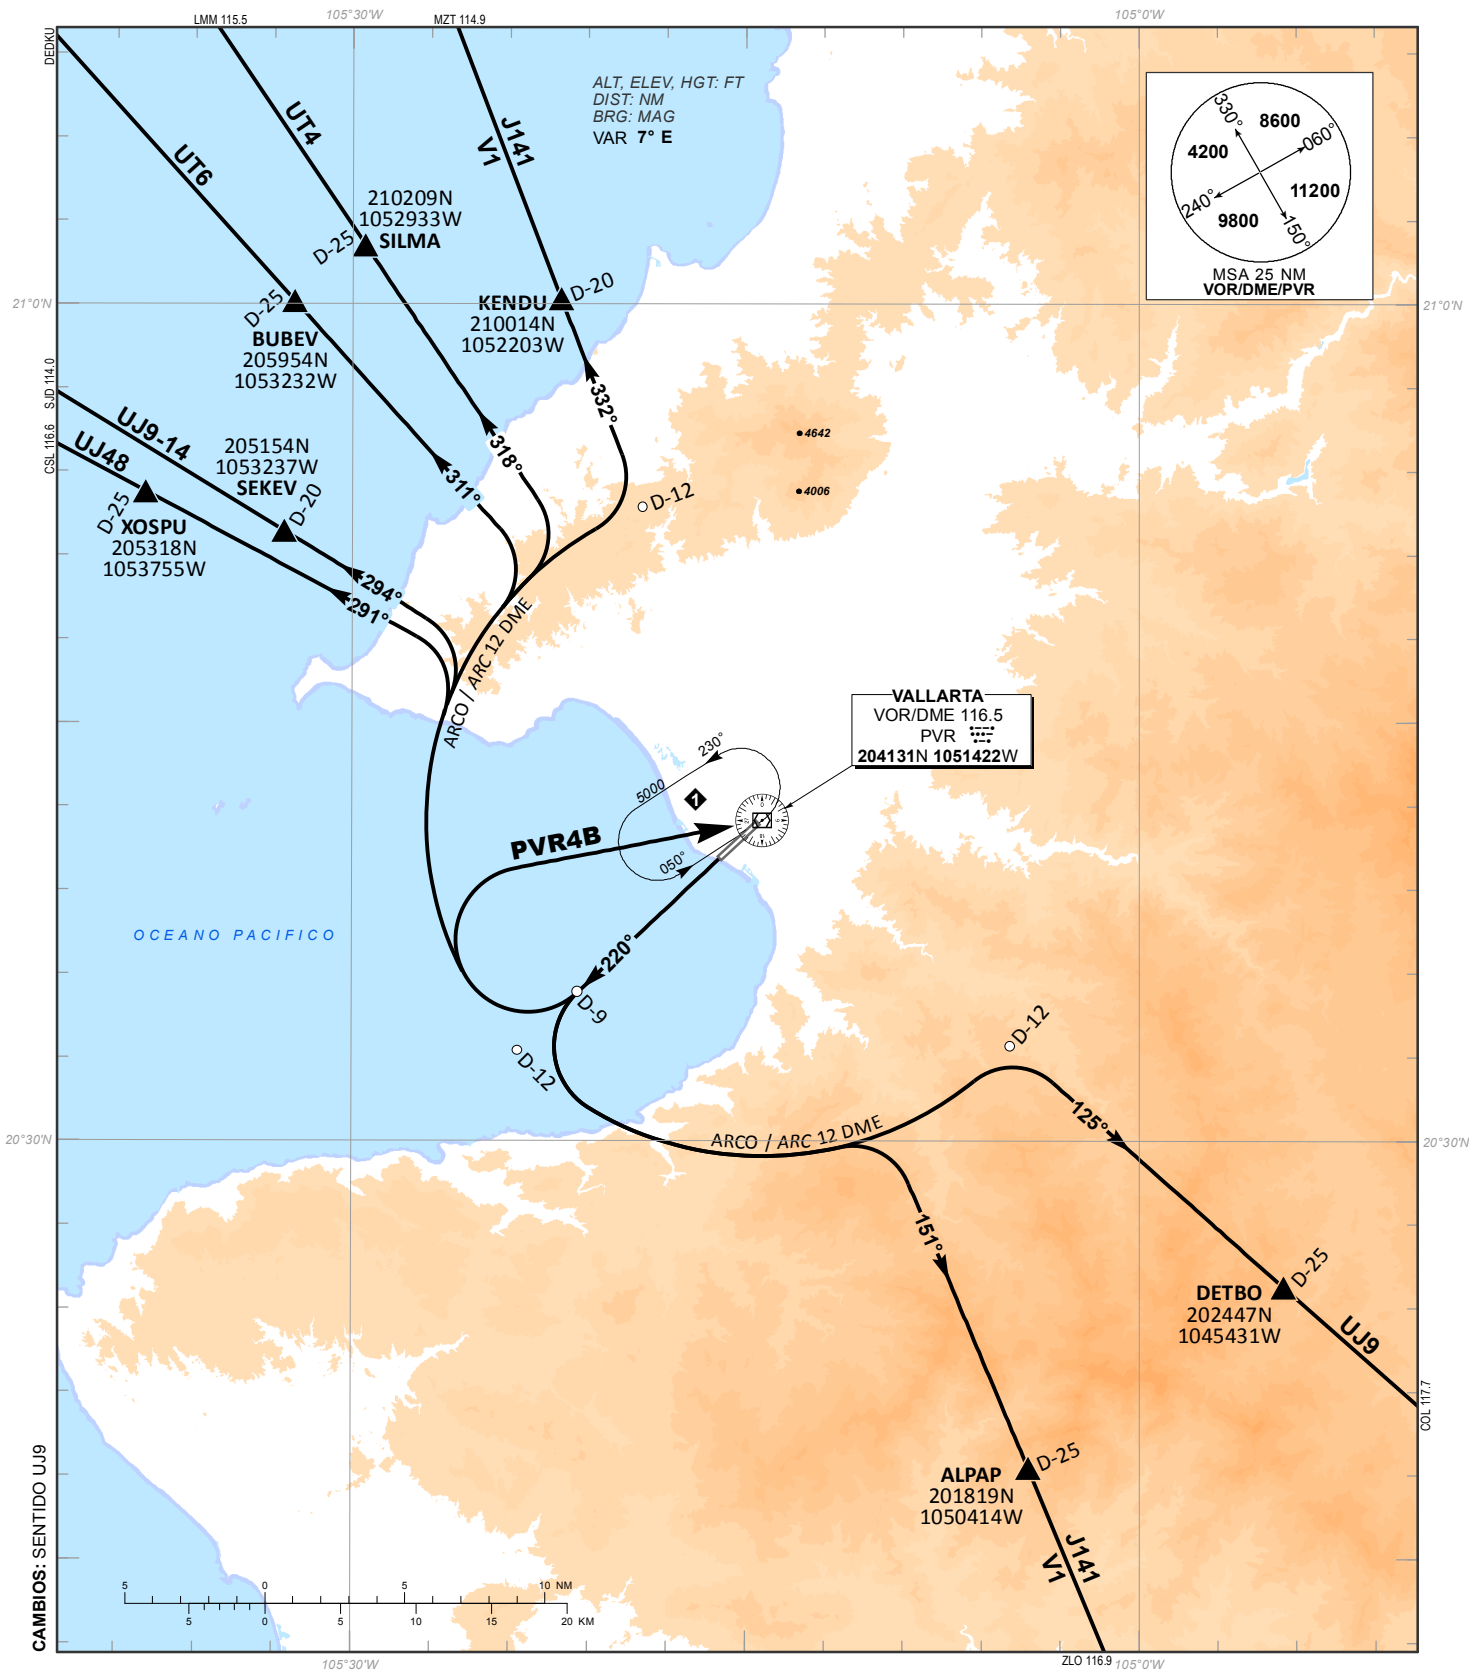 105°30'W
105°0'W
LMM 115.5
MZT 114.9
DEDKU
ALT, ELEV, HGT: FT
DIST: NM
BRG: MAG
VAR 7° E
330°
8600
060°
4200
11200
240°
9800
150°
MSA 25 NM
VOR/DME/PVR
UT4
J141
V1
UT6
210209N
1052933W
D-25
SILMA
D-25
KENDU
D-20
210014N
1052203W
21°0'N
21°0'N
BUBEV
205954N
1053232W
SJD 114.0
CSL 116.6
332°
318°
311°
4642
4006
D-12
UJ9-14
UJ48
205154N
1053237W
SEKEV
D-20
D-25
XOSPU
205318N
1053755W
294°
291°
ARCO / ARC 12 DME
VALLARTA
VOR/DME 116.5
PVR
204131N 1051422W
230°
5000
1
050°
PVR4B
OCEANO PACIFICO
220°
D-9
D-12
D-12
125°
20°30'N
ARCO / ARC 12 DME
20°30'N
151°
D-25
DETBO
202447N
1045431W
UJ9
COL 117.7
ALPAP
D-25
201819N
1050414W
J141
V1
CAMBIOS: SENTIDO UJ9
5 0 5 10 NM
5 0 5 10 15 20 KM
105°30'W
ZLO 116.9
105°0'W